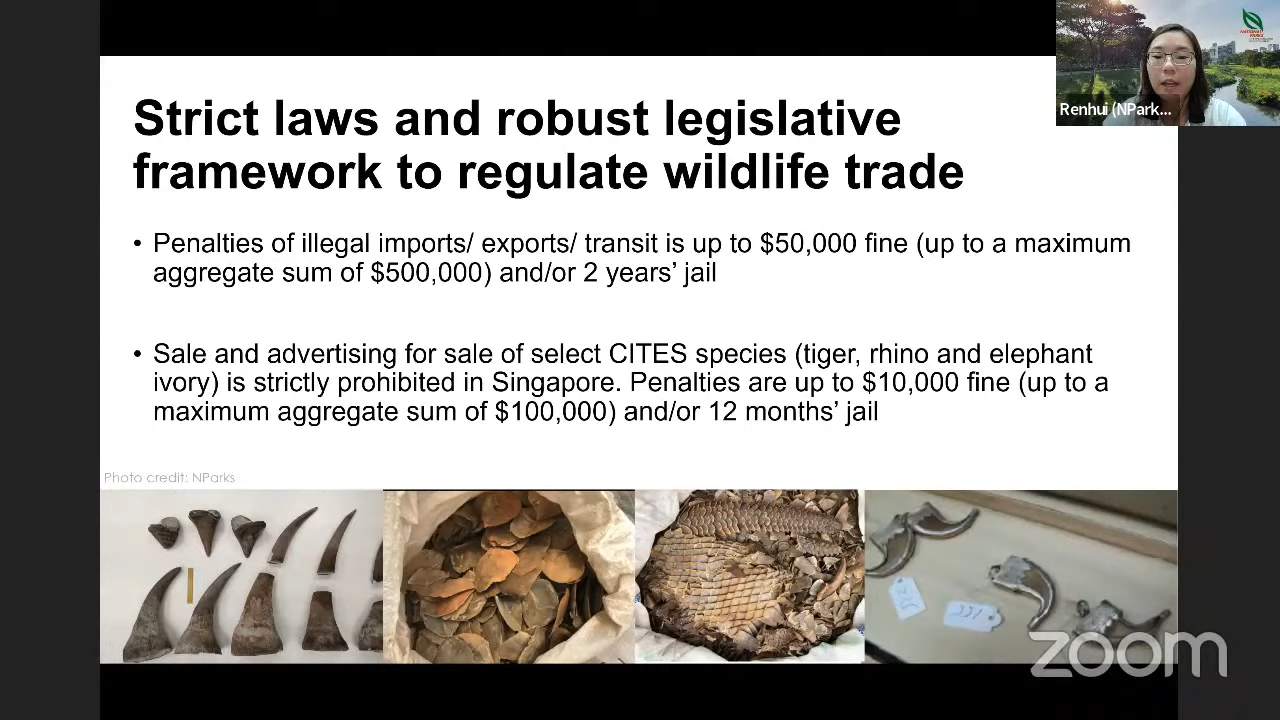 Strict laws and robust legislative
framework to regulate wildlife trade
• Penalties of illegal imports/ exports/ transit is up to $50,000 fine (up to a maximum
aggregate sum of $500,000) and/or 2 years’ jail
• Sale and advertising for sale of select CITES species (tiger, rhino and elephant
ivory) is strictly prohibited in Singapore. Penalties are up to $10,000 fine (up to a
maximum aggregate sum of $100,000) and/or 12 months’ jail
Photo credit: NParks
Renhui (NPark...
NATIONAL
PARKS
zoom